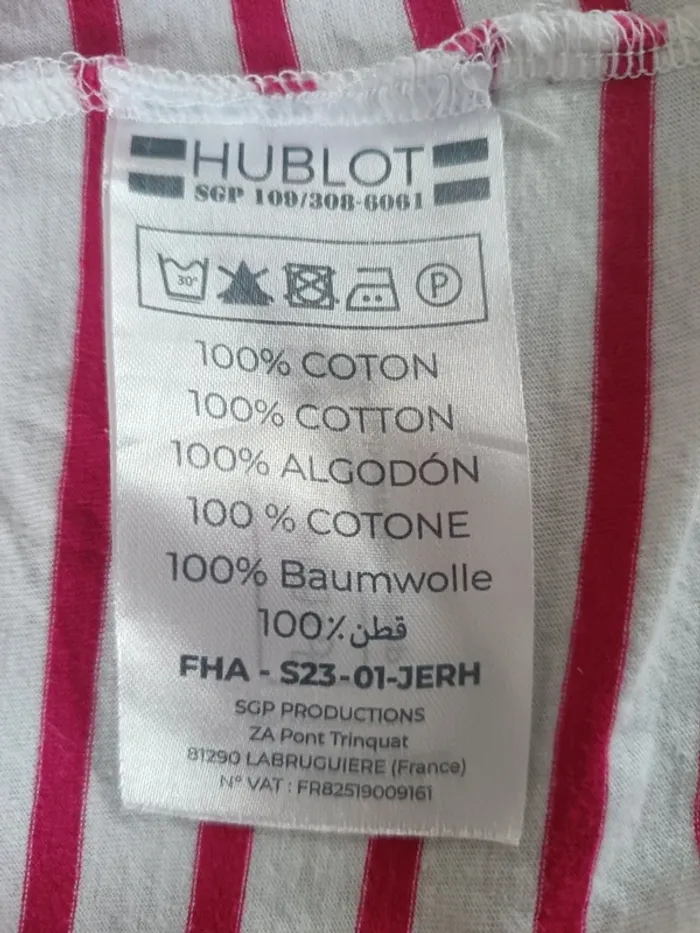 HUBLOT
SGP 109/308-6061
30°
P
100% COTON
100% COTTON
100% ALGODÓN
100 % COTONE
100% Baumwolle
100٪قطن
FHA - S23-01-JERH
SGP PRODUCTIONS
ZA Pont Trinquat
81290 LABRUGUIERE (France)
N° VAT : FR82519009161